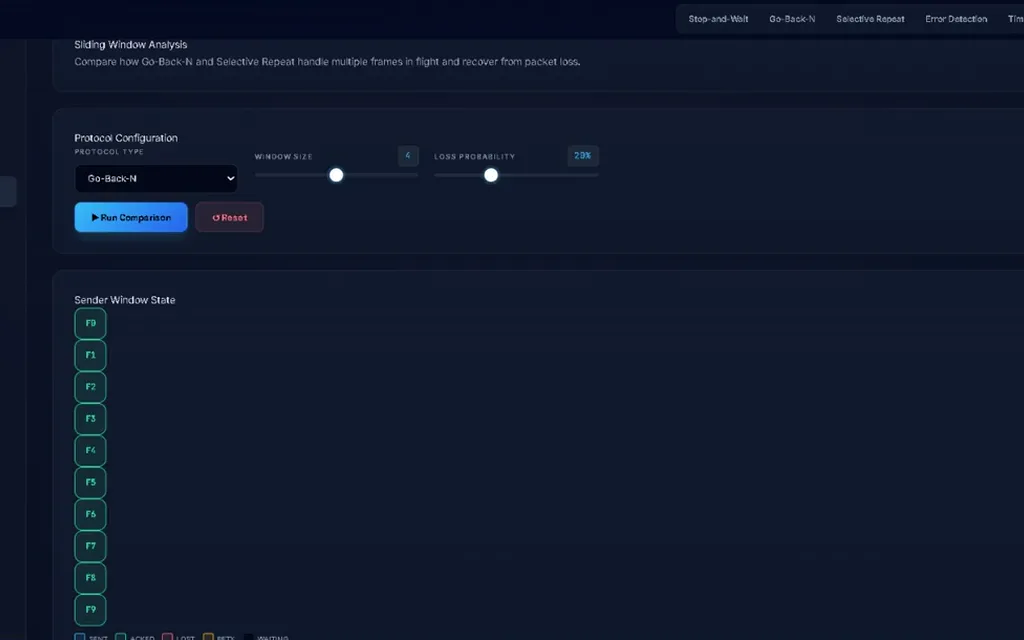 Stop-and-Wait Go-Back-N Selective Repeat Error Detection Tim
Sliding Window Analysis
Compare how Go-Back-N and Selective Repeat handle multiple frames in flight and recover from packet loss.
Protocol Configuration
PROTOCOL TYPE
WINDOW SIZE 4 LOSS PROBABILITY 20%
Go-Back-N
▶ Run Comparison ↺ Reset
Sender Window State
F0
F1
F2
F3
F4
F5
F6
F7
F8
F9
SENT ACKED LOST RETX WAITING